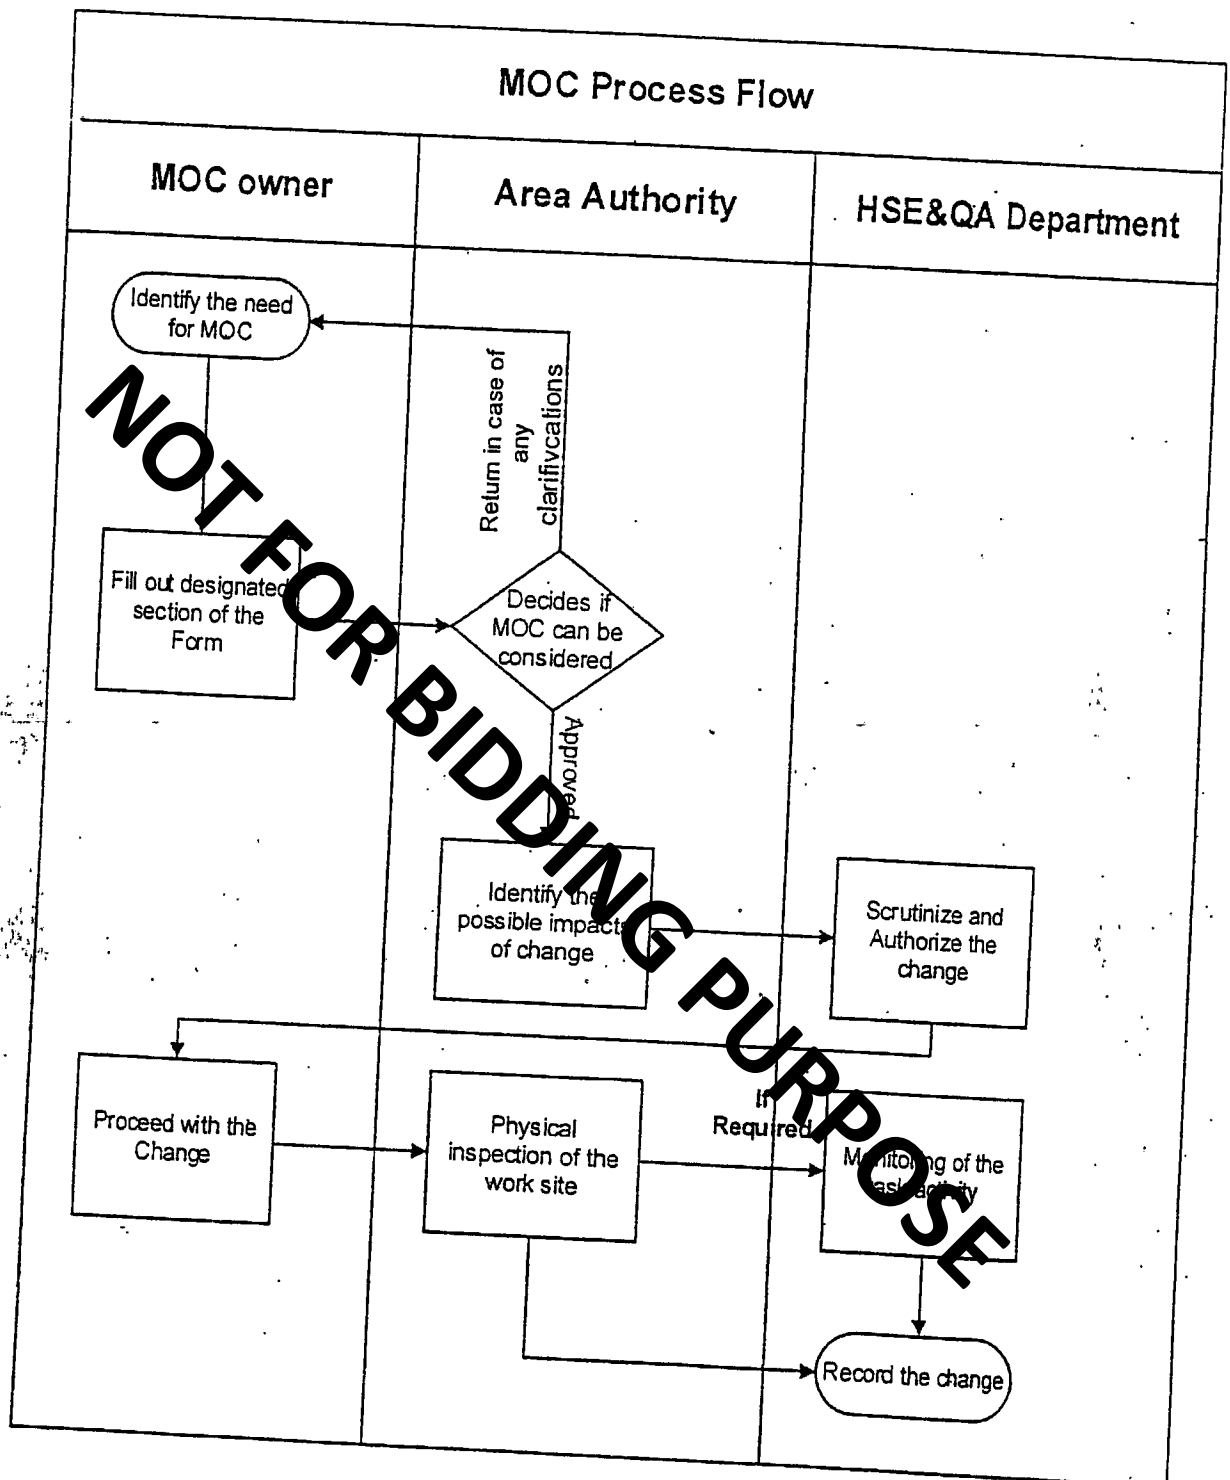 MOC Process Flow
MOC owner
Area Authority
HSE&QA Department
Identify the need
for MOC
Return in case of
any
clarifivcations
Fill out designated
section of the
Form
Decides if
MOC can be
considered
Approved
Identify the
possible impacts
of change
Scrutinize and
Authorize the
change
Proceed with the
Change
Physical
inspection of the
work site
If
Required
Monitoring of the
task activity
Record the change
NOT FOR BIDDING PURPOSE